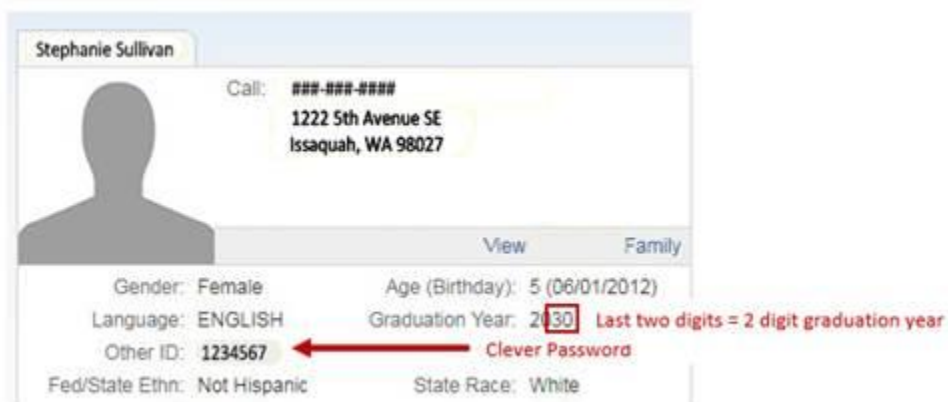 Stephanie Sullivan
Call: ###-###-####
1222 5th Avenue SE
Issaquah, WA 98027
View Family
Gender: Female Age (Birthday): 5 (06/01/2012)
Language: ENGLISH Graduation Year: 2030 Last two digits = 2 digit graduation year
Other ID: 1234567 Clever Password
Fed/State Ethn: Not Hispanic State Race: White